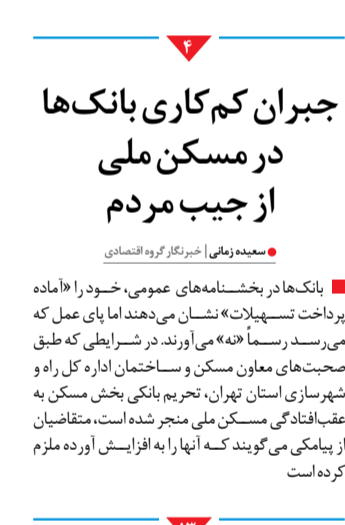 ۴
جبران کم‌کاری بانک‌ها
در مسکن ملی
از جیب مردم
سعیده زمانی | خبرنگار گروه اقتصادی
بانک‌ها در بخشنامه‌های عمومی، خود را «آماده
پرداخت تسهیلات» نشان می‌دهند اما پای عمل که
می‌رسد رسماً «نه» می‌آورند. در شرایطی که طبق
صحبت‌های معاون مسکن و ساختمان اداره کل راه و
شهرسازی استان تهران، تحریم بانکی بخش مسکن به
عقب‌افتادگی مسکن ملی منجر شده است، متقاضیان
از پیامکی می‌گویند که آنها را به افزایش آورده ملزم
کرده است